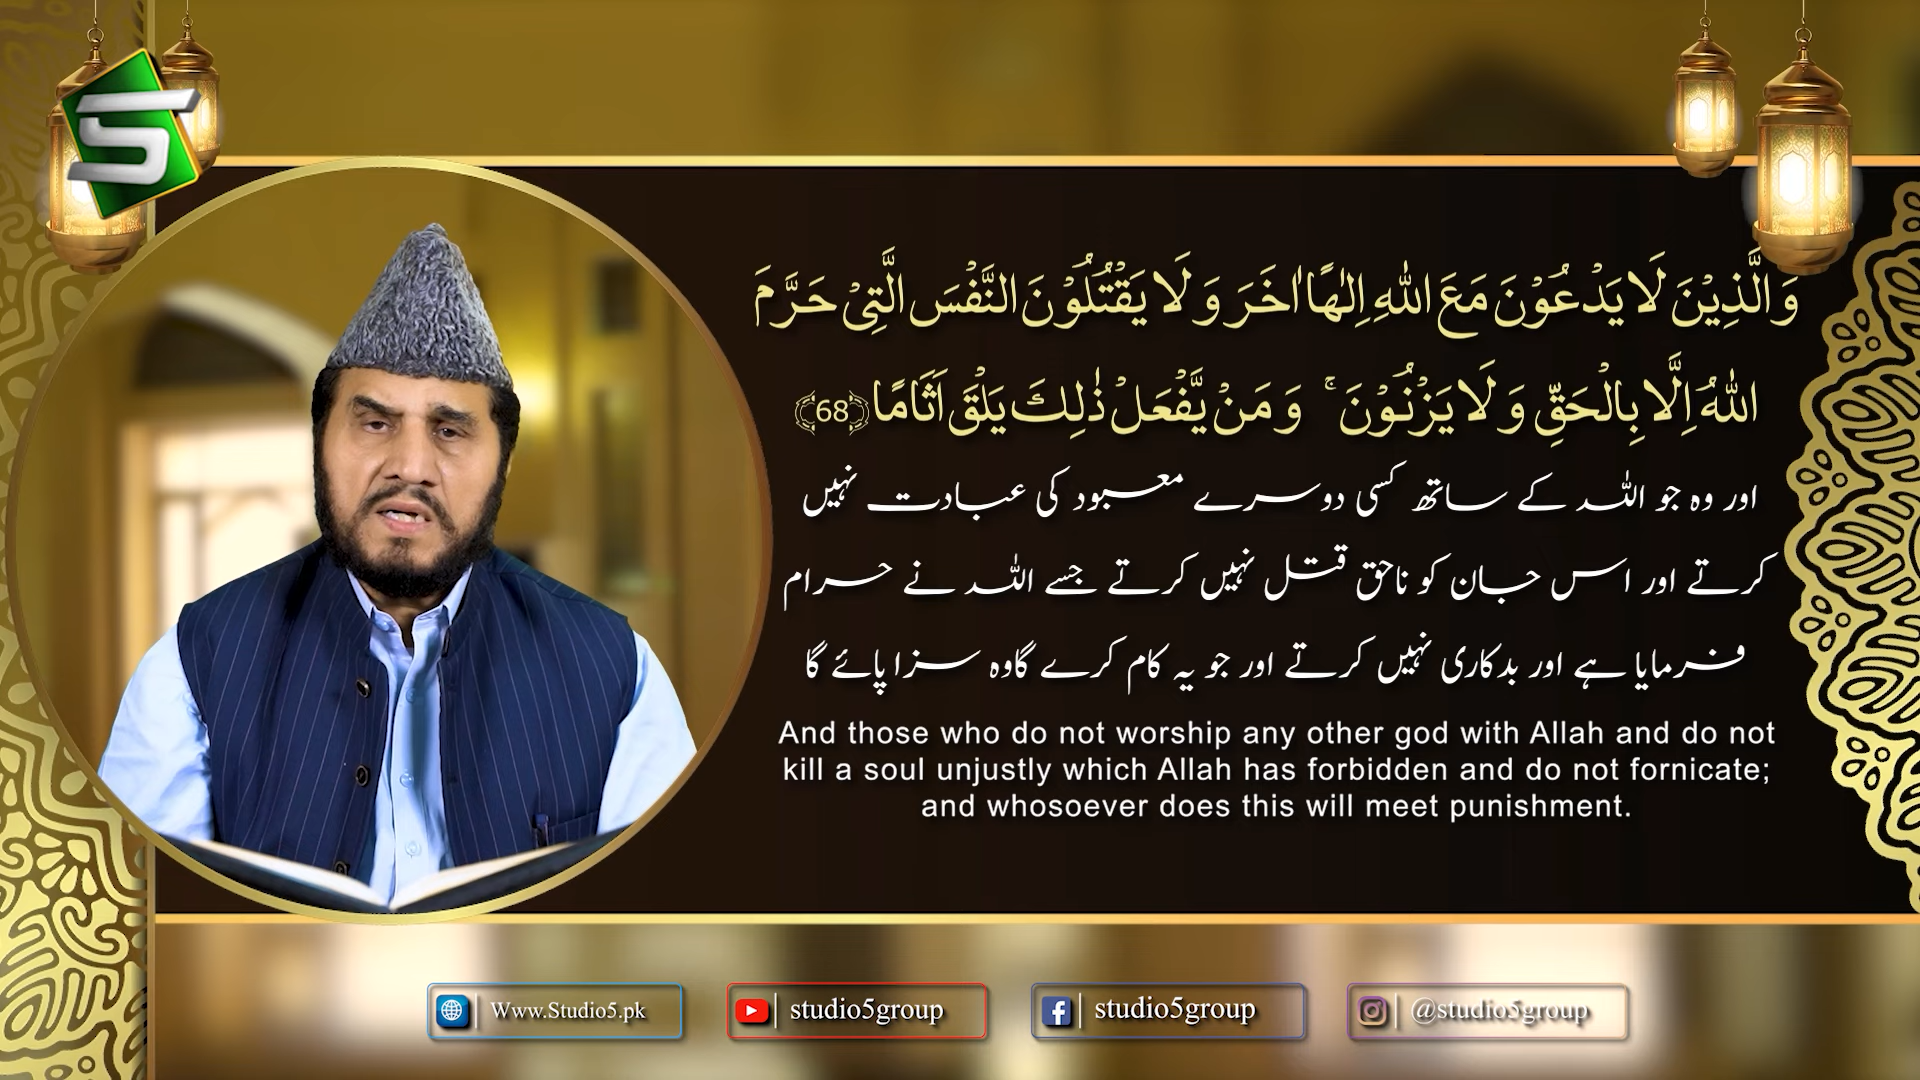 وَ الَّذِیْنَ لَا یَدْعُوْنَ مَعَ اللّٰهِ اِلٰهًا اٰخَرَ وَ لَا یَقْتُلُوْنَ النَّفْسَ الَّتِیْ حَرَّمَ
اللّٰهُ اِلَّا بِالْحَقِّ وَ لَا یَزْنُوْنَ ۚ وَ مَنْ یَّفْعَلْ ذٰلِكَ یَلْقَ اَثَامًا ﴿68﴾
اور وہ جو اللہ کے ساتھ کسی دوسرے معبود کی عبادت نہیں
کرتے اور اس جان کو ناحق قتل نہیں کرتے جسے اللہ نے حرام
فرمایا ہے اور بدکاری نہیں کرتے اور جو یہ کام کرے گا وہ سزا پائے گا
And those who do not worship any other god with Allah and do not
kill a soul unjustly which Allah has forbidden and do not fornicate;
and whosoever does this will meet punishment.
Www.Studio5.pk
studio5group
studio5group
@studio5group